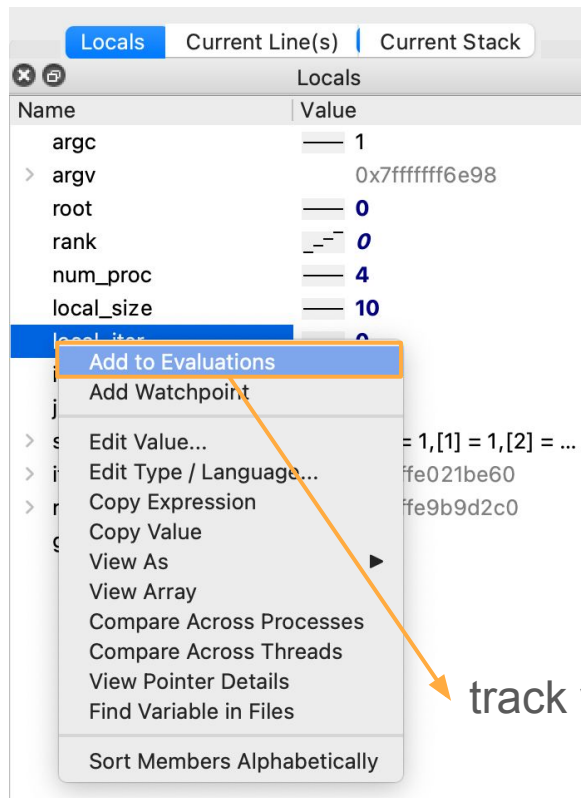 Locals Current Line(s) Current Stack
Locals
Name Value
argc 1
argv 0x7fffffff6e98
root 0
rank 0
num_proc 4
local_size 10
local_iter 0
Add to Evaluations
Add Watchpoint
Edit Value... = 1,[1] = 1,[2] = ...
Edit Type / Language... ffe021be60
Copy Expression ffe9b9d2c0
Copy Value
View As
View Array
Compare Across Processes
Compare Across Threads
View Pointer Details
Find Variable in Files
Sort Members Alphabetically
track